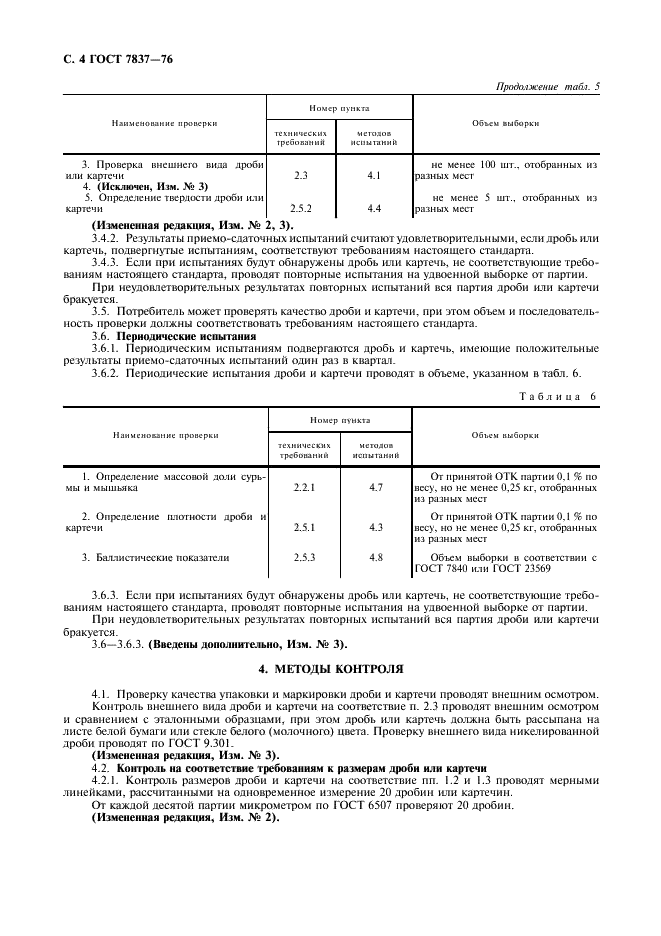 С. 4 ГОСТ 7837—76
Продолжение табл. 5
Наименование проверки
Номер пункта
Объем выборки
технических
требований
методов
испытаний
3. Проверка внешнего вида дроби
или картечи
2.3
4.1
не менее 100 шт., отобранных из
разных мест
4. (Исключен, Изм. № 3)
5. Определение твердости дроби или
картечи
2.5.2
4.4
не менее 5 шт., отобранных из
разных мест
(Измененная редакция, Изм. № 2, 3).
3.4.2. Результаты приемо-сдаточных испытаний считают удовлетворительными, если дробь или
картечь, подвергнутые испытаниям, соответствуют требованиям настоящего стандарта.
3.4.3. Если при испытаниях будут обнаружены дробь или картечь, не соответствующие требо-
ваниям настоящего стандарта, проводят повторные испытания на удвоенной выборке от партии.
При неудовлетворительных результатах повторных испытаний вся партия дроби или картечи
бракуется.
3.5. Потребитель может проверять качество дроби и картечи, при этом объем и последователь-
ность проверки должны соответствовать требованиям настоящего стандарта.
3.6. Периодические испытания
3.6.1. Периодическим испытаниям подвергаются дробь и картечь, имеющие положительные
результаты приемо-сдаточных испытаний один раз в квартал.
3.6.2. Периодические испытания дроби и картечи проводят в объеме, указанном в табл. 6.
Таблица 6
Наименование проверки
Номер пункта
Объем выборки
технических
требований
методов
испытаний
1. Определение массовой доли сурь-
мы и мышьяка
2.2.1
4.7
От принятой ОТК партии 0,1 % по
весу, но не менее 0,25 кг, отобранных
из разных мест
2. Определение плотности дроби и
картечи
2.5.1
4.3
От принятой ОТК партии 0,1 % по
весу, но не менее 0,25 кг, отобранных
из разных мест
3. Баллистические показатели
2.5.3
4.8
Объем выборки в соответствии с
ГОСТ 7840 или ГОСТ 23569
3.6.3. Если при испытаниях будут обнаружены дробь или картечь, не соответствующие требо-
ваниям настоящего стандарта, проводят повторные испытания на удвоенной выборке от партии.
При неудовлетворительных результатах повторных испытаний вся партия дроби или картечи
бракуется.
3.6—3.6.3. (Введены дополнительно, Изм. № 3).
4. МЕТОДЫ КОНТРОЛЯ
4.1. Проверку качества упаковки и маркировки дроби и картечи проводят внешним осмотром.
Контроль внешнего вида дроби и картечи на соответствие п. 2.3 проводят внешним осмотром
и сравнением с эталонными образцами, при этом дробь или картечь должна быть рассыпана на
листе белой бумаги или стекле белого (молочного) цвета. Проверку внешнего вида никелированной
дроби проводят по ГОСТ 9.301.
(Измененная редакция, Изм. № 3).
4.2. Контроль на соответствие требованиям к размерам дроби или картечи
4.2.1. Контроль размеров дроби и картечи на соответствие пп. 1.2 и 1.3 проводят мерными
линейками, рассчитанными на одновременное измерение 20 дробин или картечин.
От каждой десятой партии микрометром по ГОСТ 6507 проверяют 20 дробин.
(Измененная редакция, Изм. № 2).